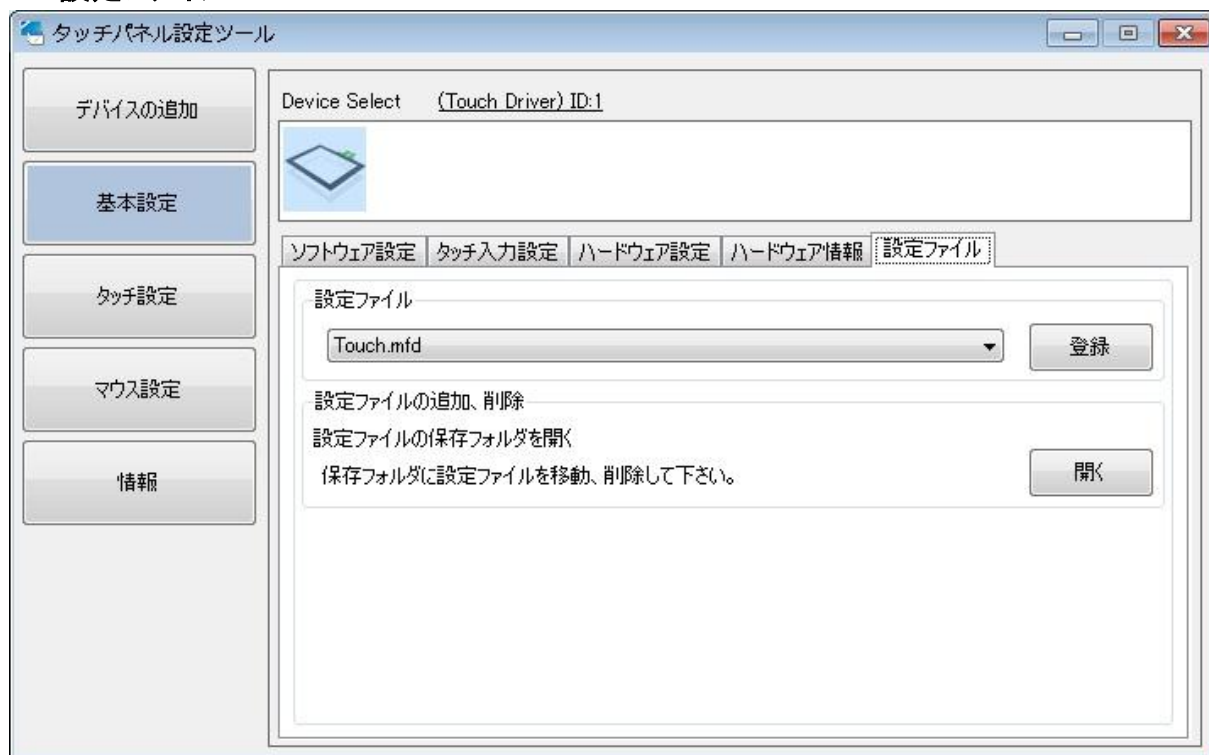 タッチパネル設定ツール
デバイスの追加
基本設定
タッチ設定
マウス設定
情報
Device Select (Touch Driver) ID:1
ソフトウェア設定 タッチ入力設定 ハードウェア設定 ハードウェア情報 設定ファイル
設定ファイル
Touch.mfd 登録
設定ファイルの追加、削除
設定ファイルの保存フォルダを開く
保存フォルダに設定ファイルを移動、削除して下さい。 開く